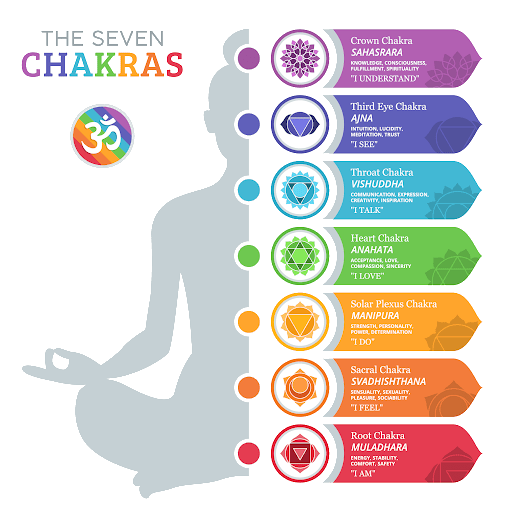 THE SEVEN
CHAKRAS
ॐ
Crown Chakra
SAHASRARA
KNOWLEDGE, CONSCIOUSNESS,
FULFILLMENT, SPIRITUALITY
"I UNDERSTAND"
Third Eye Chakra
AJNA
INTUITION, LUCIDITY,
MEDITATION, TRUST
"I SEE"
Throat Chakra
VISHUDDHA
COMMUNICATION, EXPRESSION,
CREATIVITY, INSPIRATION
"I TALK"
Heart Chakra
ANAHATA
ACCEPTANCE, LOVE,
COMPASSION, SINCERITY
"I LOVE"
Solar Plexus Chakra
MANIPURA
STRENGTH, PERSONALITY,
POWER, DETERMINATION
"I DO"
Sacral Chakra
SVADHISHTHANA
SENSUALITY, SEXUALITY,
PLEASURE, SOCIABILITY
"I FEEL"
Root Chakra
MULADHARA
ENERGY, STABILITY,
COMFORT, SAFETY
"I AM"